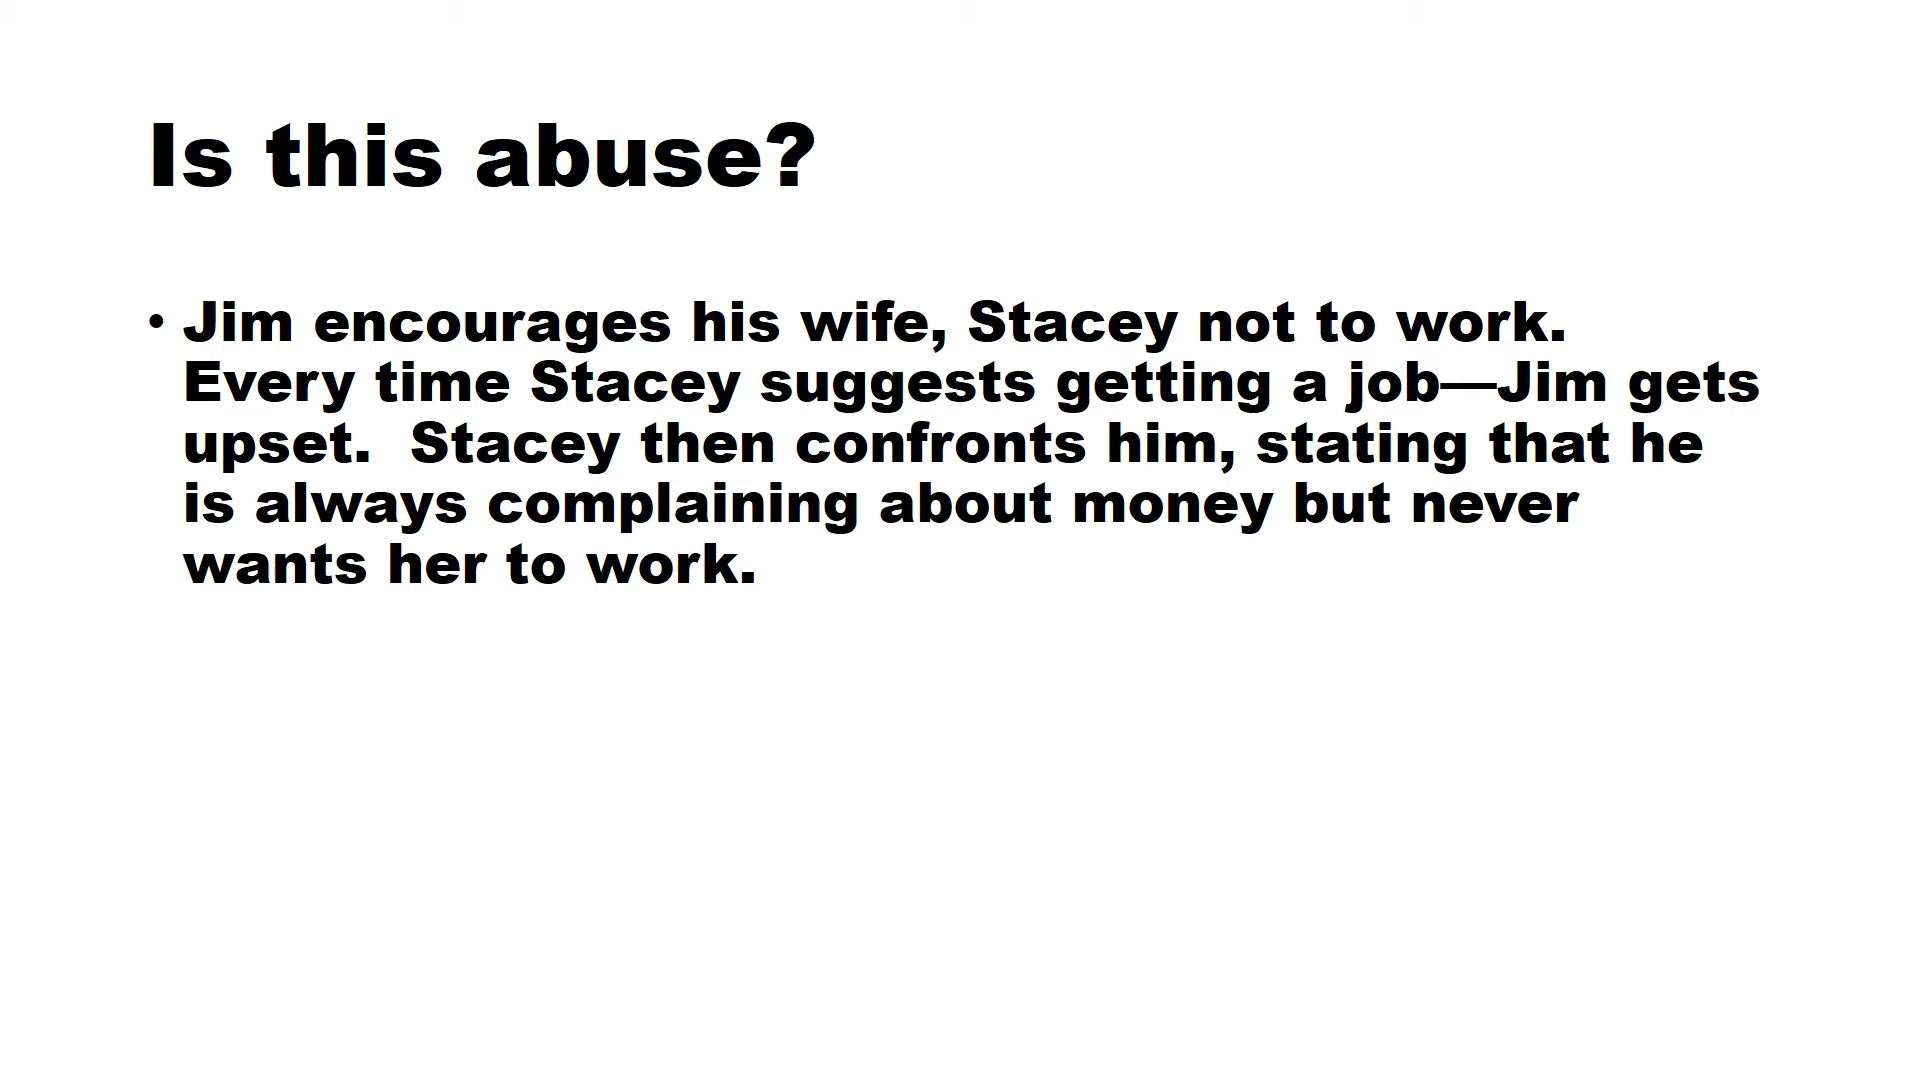 Is this abuse?
• Jim encourages his wife, Stacey not to work.
Every time Stacey suggests getting a job—Jim gets
upset.  Stacey then confronts him, stating that he
is always complaining about money but never
wants her to work.